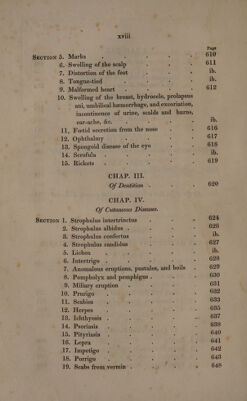 xviii
Page
SECTION 5. Marks . . . . 610
6. Swelling of the scalp . . . 611
7. Distortion of the feet . . . ib.
8. Tongue-tied . . . . ib.
9. Malformed heart . . . . 612
10. Swelling of the breast, hydrocele, prolapsus
ani, umbilical hæmorrhage, and excoriation,
incontinence of urine, scalds and burns,
ear-ache, &c. . . . . ib.
11. Fœtid secretion from the nose . . 616
12. Ophthalmy . . . . 617
13. Spongoid disease of the eye . . 618
14. Scrofula . . . . ib.
15. Rickets . . . . 619
CHAP. III.
Of Dentition . . . . 620
CHAP. IV.
Of Cutaneous Diseases.
SECTION 1. Strophulus intertinctus . . . 624
2. Strophulus albidus . . . . 626
3. Strophulus confertus . . . ib.
4. Strophulus candidus . . . 627
5. Lichen . . . . ib.
6. Intertrigo . . . . 628
7. Anomalous eruptions, pustules, and boils . 629
8. Pompholyx and pemphigus . . . 630
9. Miliary eruption . . . . 631
10. Prurigo . . . . 632
11. Scabies . . . . 633
12. Herpes . . . . 635
13. Ichthyosis . . . . 637
14. Psoriasis . . . . 638
15. Pityriasis . . . . 640
16. Lepra . . . . 641
17. Impetigo . . . . 642
18. Porrigo . . . . 643
19. Scabs from vermin . . . . 648